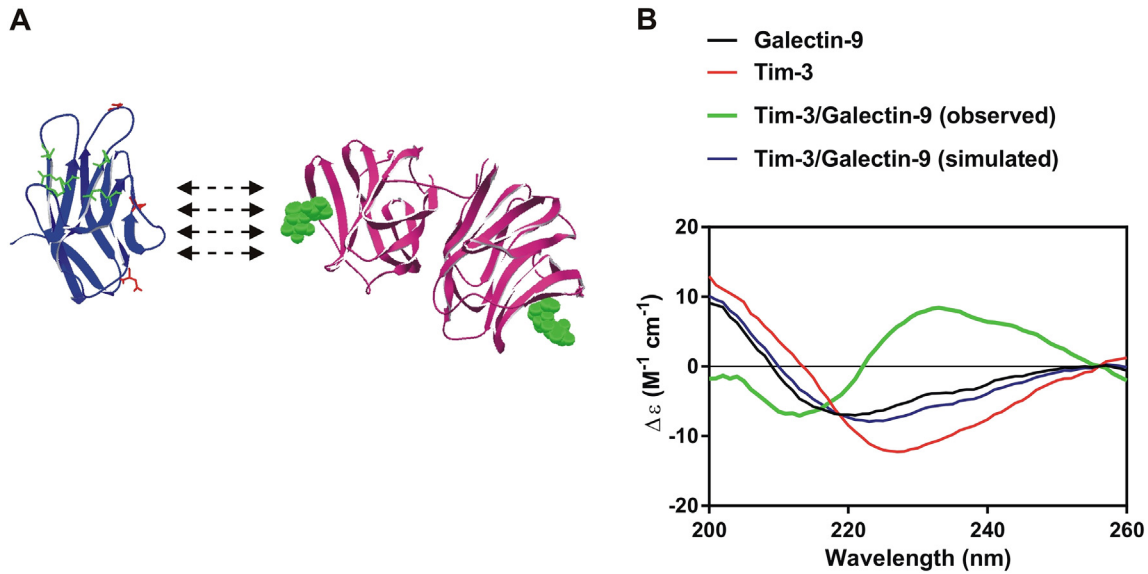 A
B
Galectin-9
Tim-3
Tim-3/Galectin-9 (observed)
Tim-3/Galectin-9 (simulated)
20
10
0
-10
-20
Δ ε (M⁻¹ cm⁻¹)
200
220
240
260
Wavelength (nm)